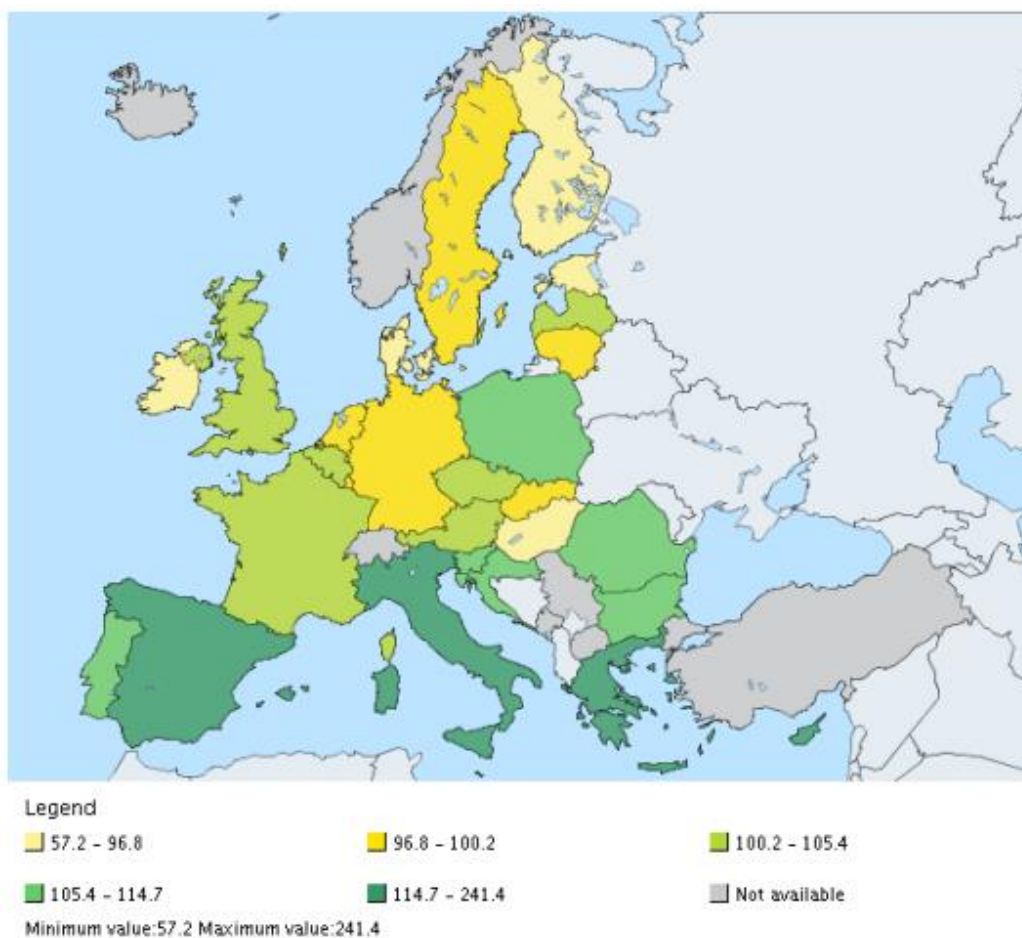 Legend
57.2 - 96.8
96.8 - 100.2
100.2 - 105.4
105.4 - 114.7
114.7 - 241.4
Not available
Minimum value:57.2 Maximum value:241.4